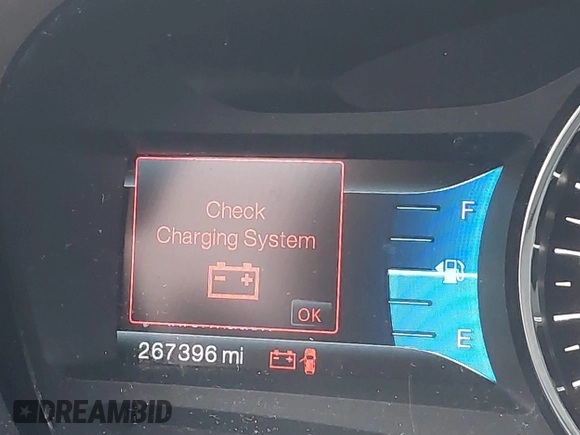 Check
Charging System
OK
F
E
267396 mi
DREAMBID